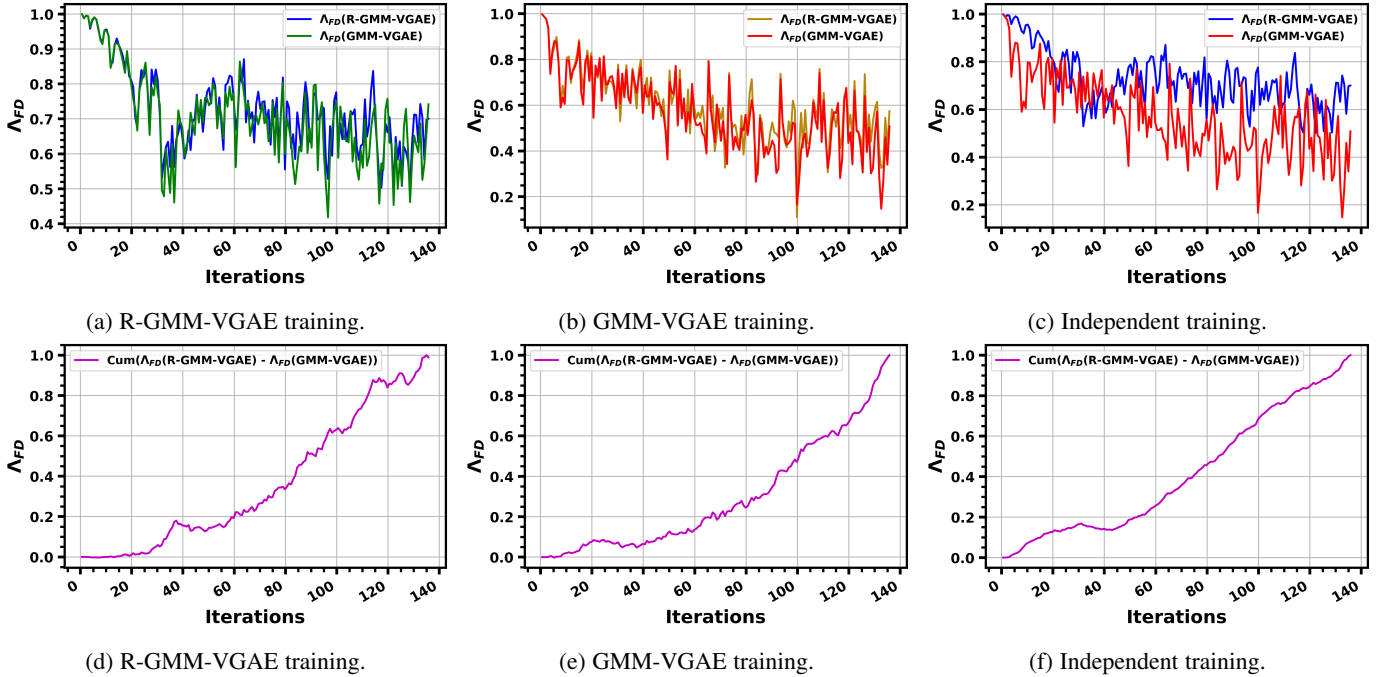 Λ_FD(R-GMM-VGAE)
Λ_FD(GMM-VGAE)
1.0
0.9
0.8
0.7
0.6
0.5
0.4
Λ_FD
0 20 40 60 80 100 120 140
Iterations
(a) R-GMM-VGAE training.
Λ_FD(R-GMM-VGAE)
Λ_FD(GMM-VGAE)
1.0
0.8
0.6
0.4
0.2
Λ_FD
0 20 40 60 80 100 120 140
Iterations
(b) GMM-VGAE training.
Λ_FD(R-GMM-VGAE)
Λ_FD(GMM-VGAE)
1.0
0.8
0.6
0.4
0.2
Λ_FD
0 20 40 60 80 100 120 140
Iterations
(c) Independent training.
Cum(Λ_FD(R-GMM-VGAE) - Λ_FD(GMM-VGAE))
1.0
0.8
0.6
0.4
0.2
0.0
Λ_FD
0 20 40 60 80 100 120 140
Iterations
(d) R-GMM-VGAE training.
Cum(Λ_FD(R-GMM-VGAE) - Λ_FD(GMM-VGAE))
1.0
0.8
0.6
0.4
0.2
0.0
Λ_FD
0 20 40 60 80 100 120 140
Iterations
(e) GMM-VGAE training.
Cum(Λ_FD(R-GMM-VGAE) - Λ_FD(GMM-VGAE))
1.0
0.8
0.6
0.4
0.2
0.0
Λ_FD
0 20 40 60 80 100 120 140
Iterations
(f) Independent training.